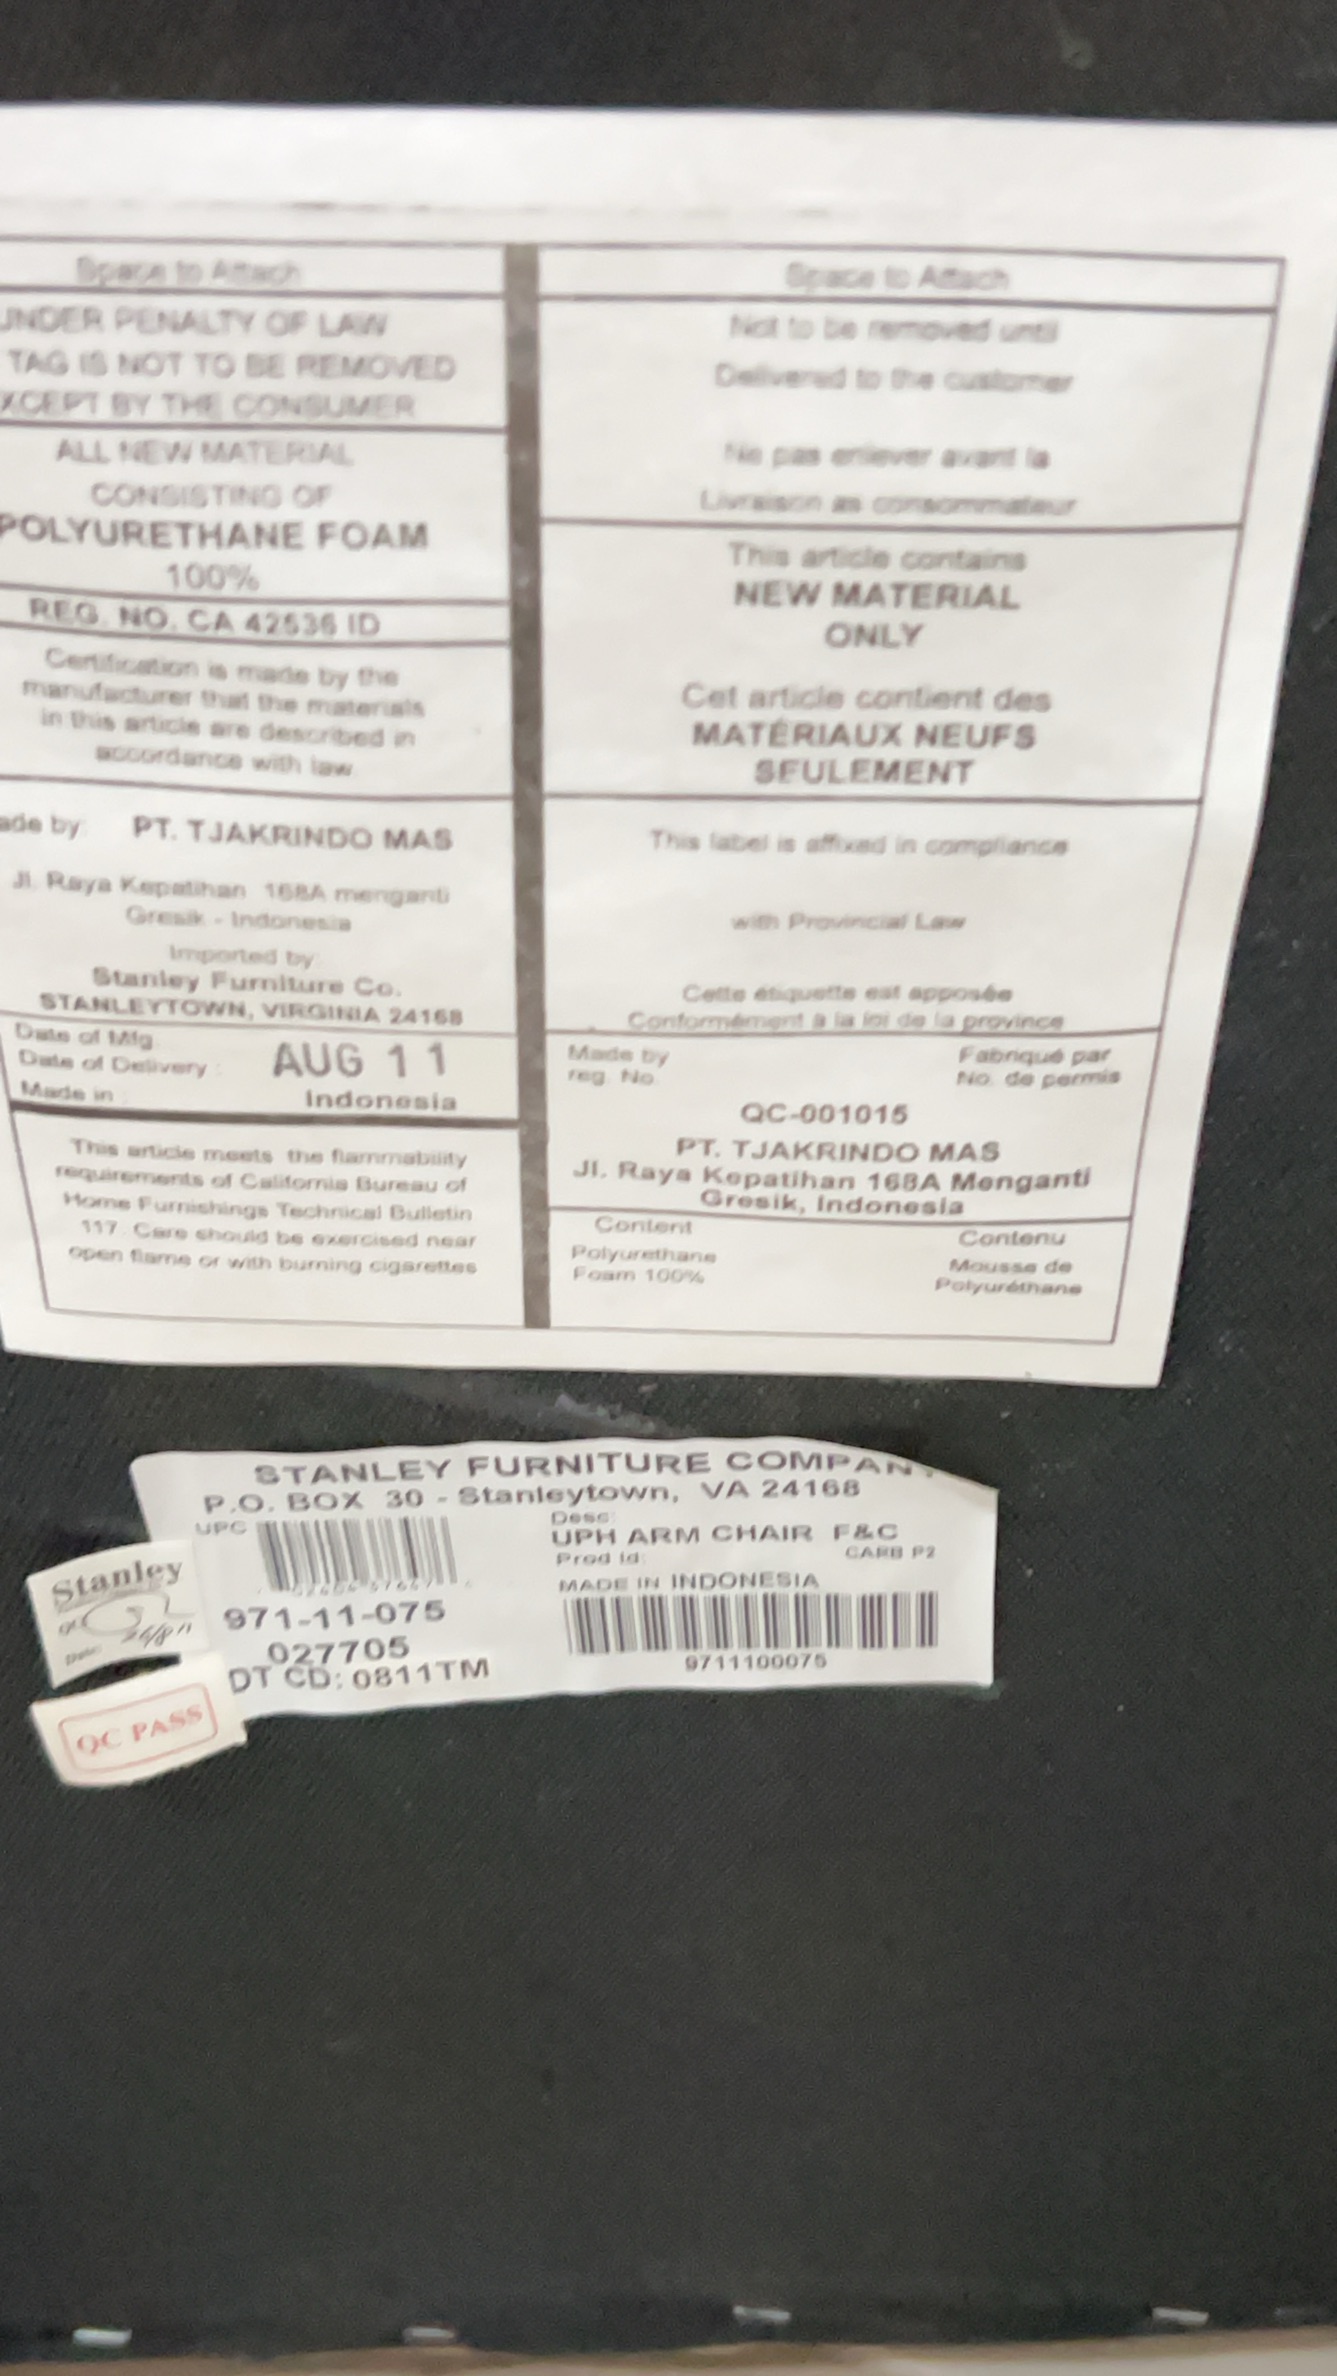 Space to Attach
UNDER PENALTY OF LAW
TAG IS NOT TO BE REMOVED
XCEPT BY THE CONSUMER
ALL NEW MATERIAL
CONSISTING OF
POLYURETHANE FOAM
100%
REG. NO. CA 42536 ID
Certification is made by the
manufacturer that the materials
in this article are described in
accordance with law
ade by: PT. TJAKRINDO MAS
Jl. Raya Kepatihan 168A menganti
Gresik - Indonesia
Imported by:
Stanley Furniture Co.
STANLEYTOWN, VIRGINIA 24168
Date of Mfg
Date of Delivery : AUG 11
Made in : Indonesia
This article meets the flammability
requirements of California Bureau of
Home Furnishings Technical Bulletin
117. Care should be exercised near
open flame or with burning cigarettes
Space to Attach
Not to be removed until
Delivered to the customer
Ne pas enlever avant la
Livraison au consommateur
This article contains
NEW MATERIAL
ONLY
Cet article contient des
MATÉRIAUX NEUFS
SEULEMENT
This label is affixed in compliance
with Provincial Law
Cette étiquette est apposée
Conformément à la loi de la province
Made by Fabriqué par
reg. No. No. de permis
QC-001015
PT. TJAKRINDO MAS
Jl. Raya Kepatihan 168A Menganti
Gresik, Indonesia
Content Contenu
Polyurethane Mousse de
Foam 100% Polyuréthane
STANLEY FURNITURE COMPANY
P.O. BOX 30 - Stanleytown, VA 24168
UPC
971-11-075
027705
DT CD: 0811TM
Desc:
UPH ARM CHAIR F&C
Prod Id: CARB P2
MADE IN INDONESIA
9711100075
Stanley
QC
Date: 26/8 11
QC PASS